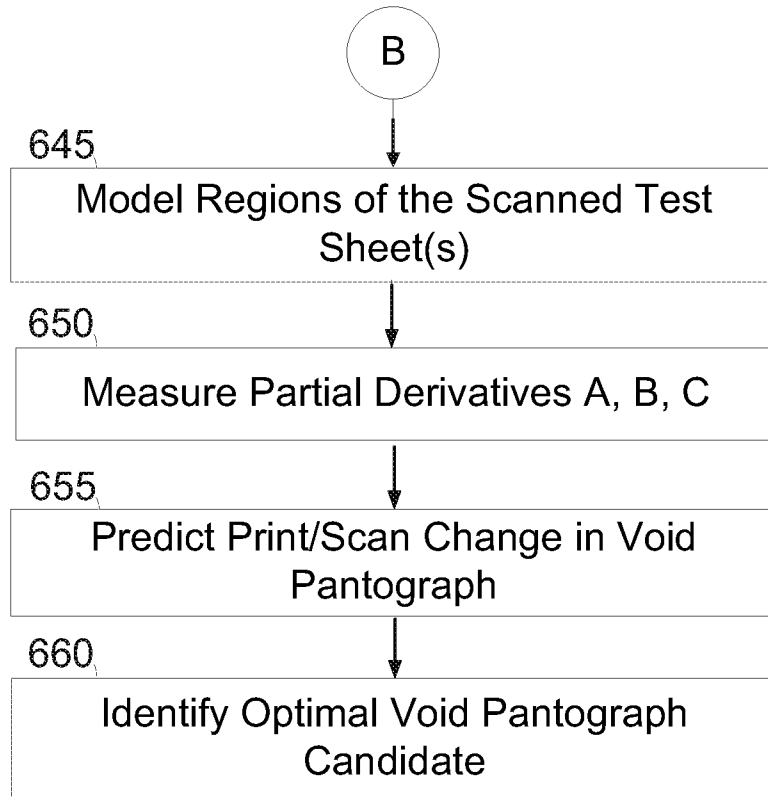 B
645
Model Regions of the Scanned Test
Sheet(s)
650
Measure Partial Derivatives A, B, C
655
Predict Print/Scan Change in Void
Pantograph
660
Identify Optimal Void Pantograph
Candidate